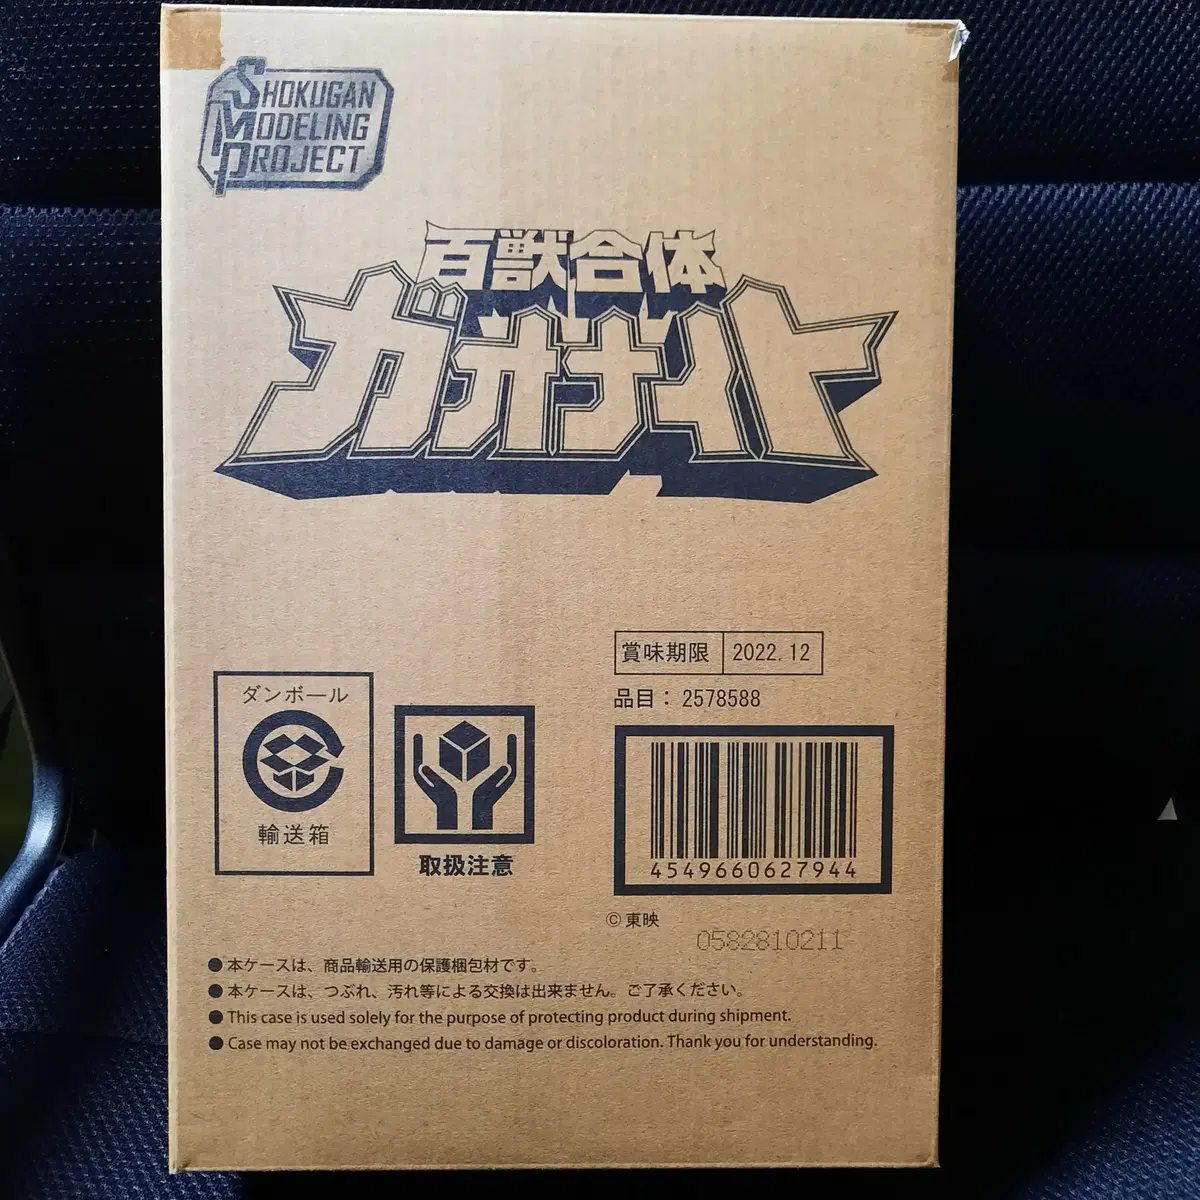 SHOKUGAN
MODELING
PROJECT
百獣合体
ガオナイト
賞味期限 2022.12
品目： 2578588
ダンボール
輸送箱
取扱注意
4549660627944
© 東映
0582810211
● 本ケースは、商品輸送用の保護梱包材です。
● 本ケースは、つぶれ、汚れ等による交換は出来ません。ご了承ください。
● This case is used solely for the purpose of protecting product during shipment.
● Case may not be exchanged due to damage or discoloration. Thank you for understanding.